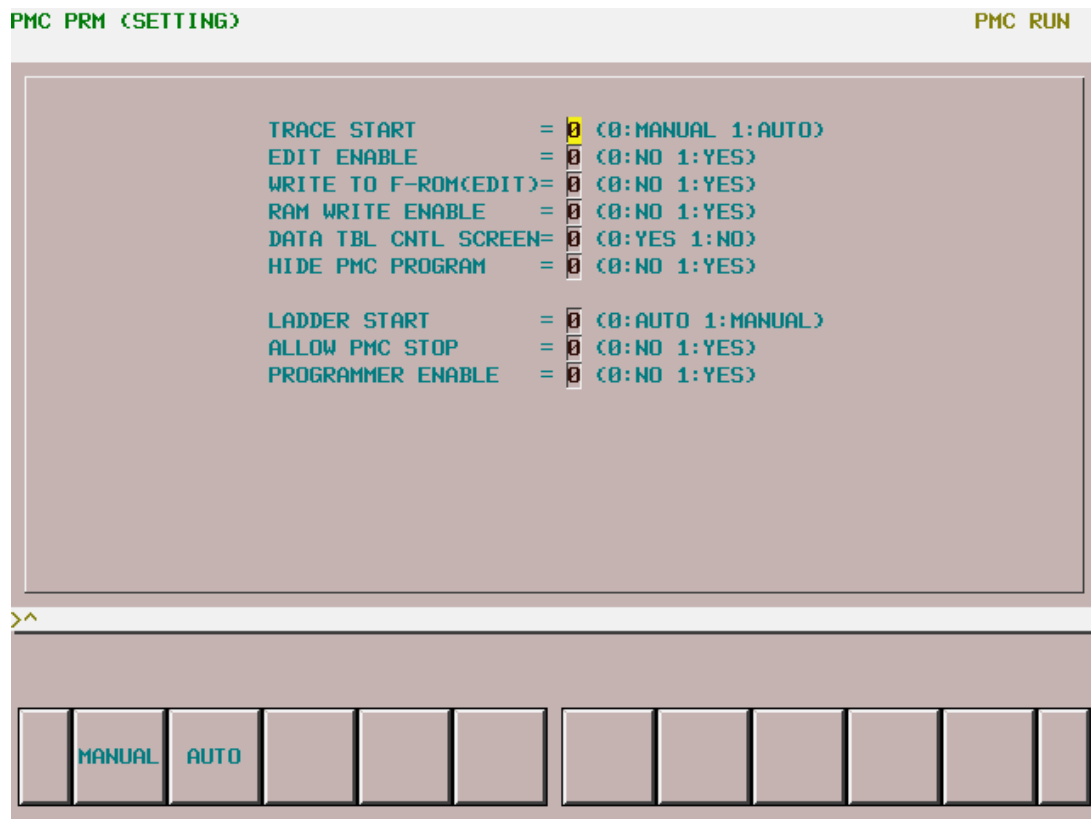 PMC PRM (SETTING) PMC RUN
TRACE START = 0 (0:MANUAL 1:AUTO)
EDIT ENABLE = 0 (0:NO 1:YES)
WRITE TO F-ROM(EDIT)= 0 (0:NO 1:YES)
RAM WRITE ENABLE = 0 (0:NO 1:YES)
DATA TBL CNTL SCREEN= 0 (0:YES 1:NO)
HIDE PMC PROGRAM = 0 (0:NO 1:YES)
LADDER START = 0 (0:AUTO 1:MANUAL)
ALLOW PMC STOP = 0 (0:NO 1:YES)
PROGRAMMER ENABLE = 0 (0:NO 1:YES)
>^
MANUAL AUTO